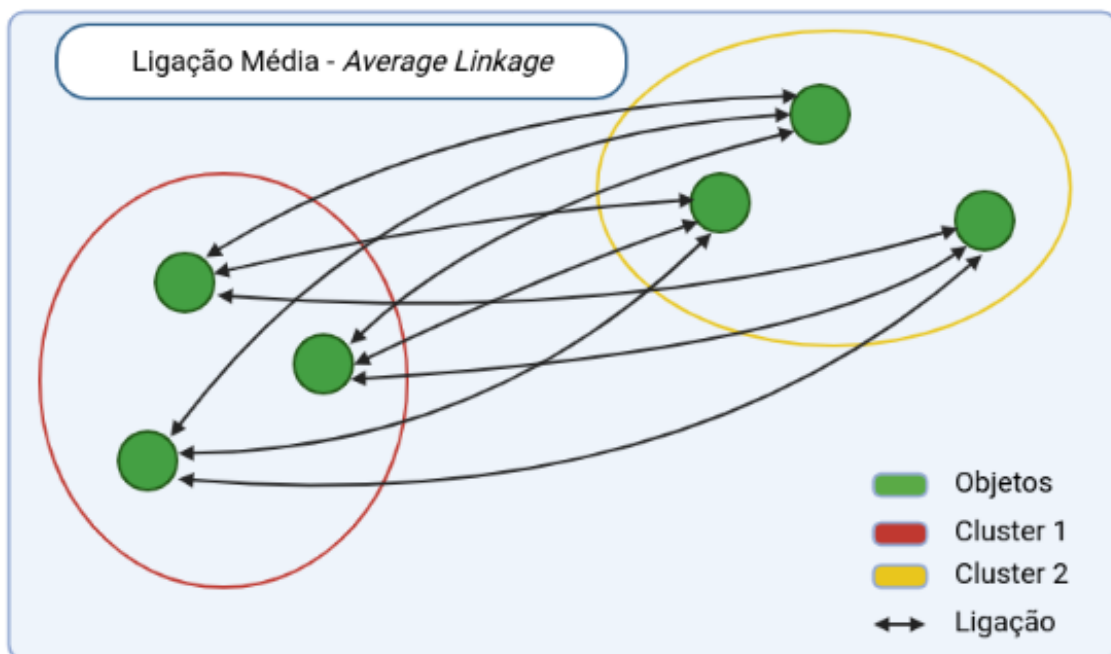 Ligação Média - Average Linkage
Objetos
Cluster 1
Cluster 2
Ligação